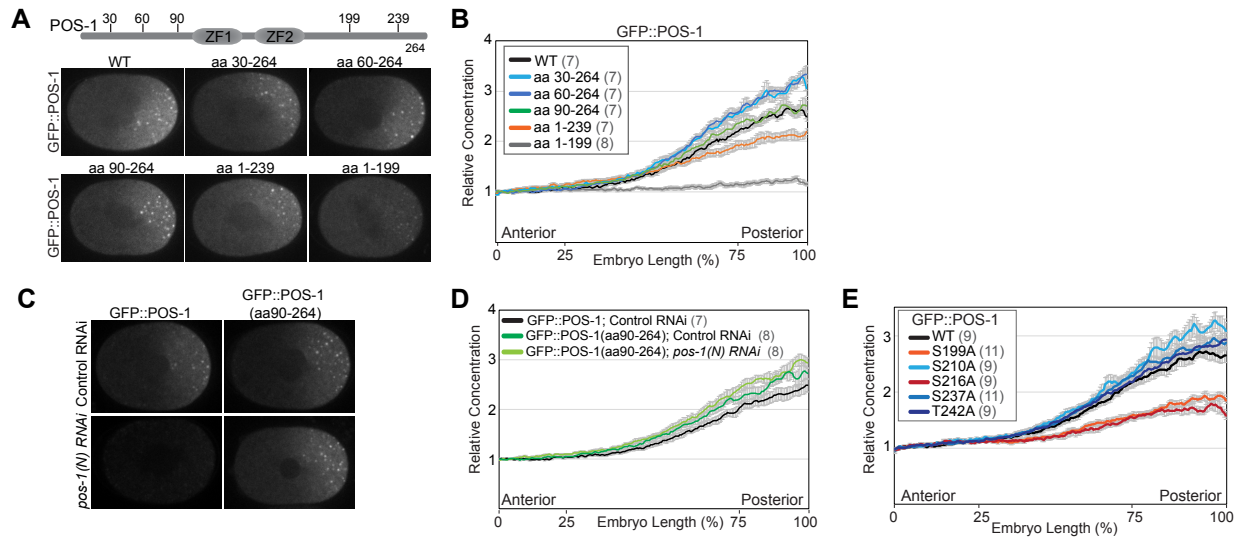 A
POS-1
30
60
90
199
239
264
ZF1
ZF2
WT
aa 30-264
aa 60-264
GFP::POS-1
aa 90-264
aa 1-239
aa 1-199
GFP::POS-1
B
GFP::POS-1
4
3
2
1
Relative Concentration
WT (7)
aa 30-264 (7)
aa 60-264 (7)
aa 90-264 (7)
aa 1-239 (7)
aa 1-199 (8)
Anterior
Posterior
0
25
75
100
Embryo Length (%)
C
GFP::POS-1
GFP::POS-1
(aa90-264)
Control RNAi
pos-1(N) RNAi
D
4
3
2
1
Relative Concentration
GFP::POS-1; Control RNAi (7)
GFP::POS-1(aa90-264); Control RNAi (8)
GFP::POS-1(aa90-264); pos-1(N) RNAi (8)
Anterior
Posterior
0
25
75
100
Embryo Length (%)
E
3
2
1
Relative Concentration
GFP::POS-1
WT (9)
S199A (11)
S210A (9)
S216A (9)
S237A (11)
T242A (9)
Anterior
Posterior
0
25
75
100
Embryo Length (%)